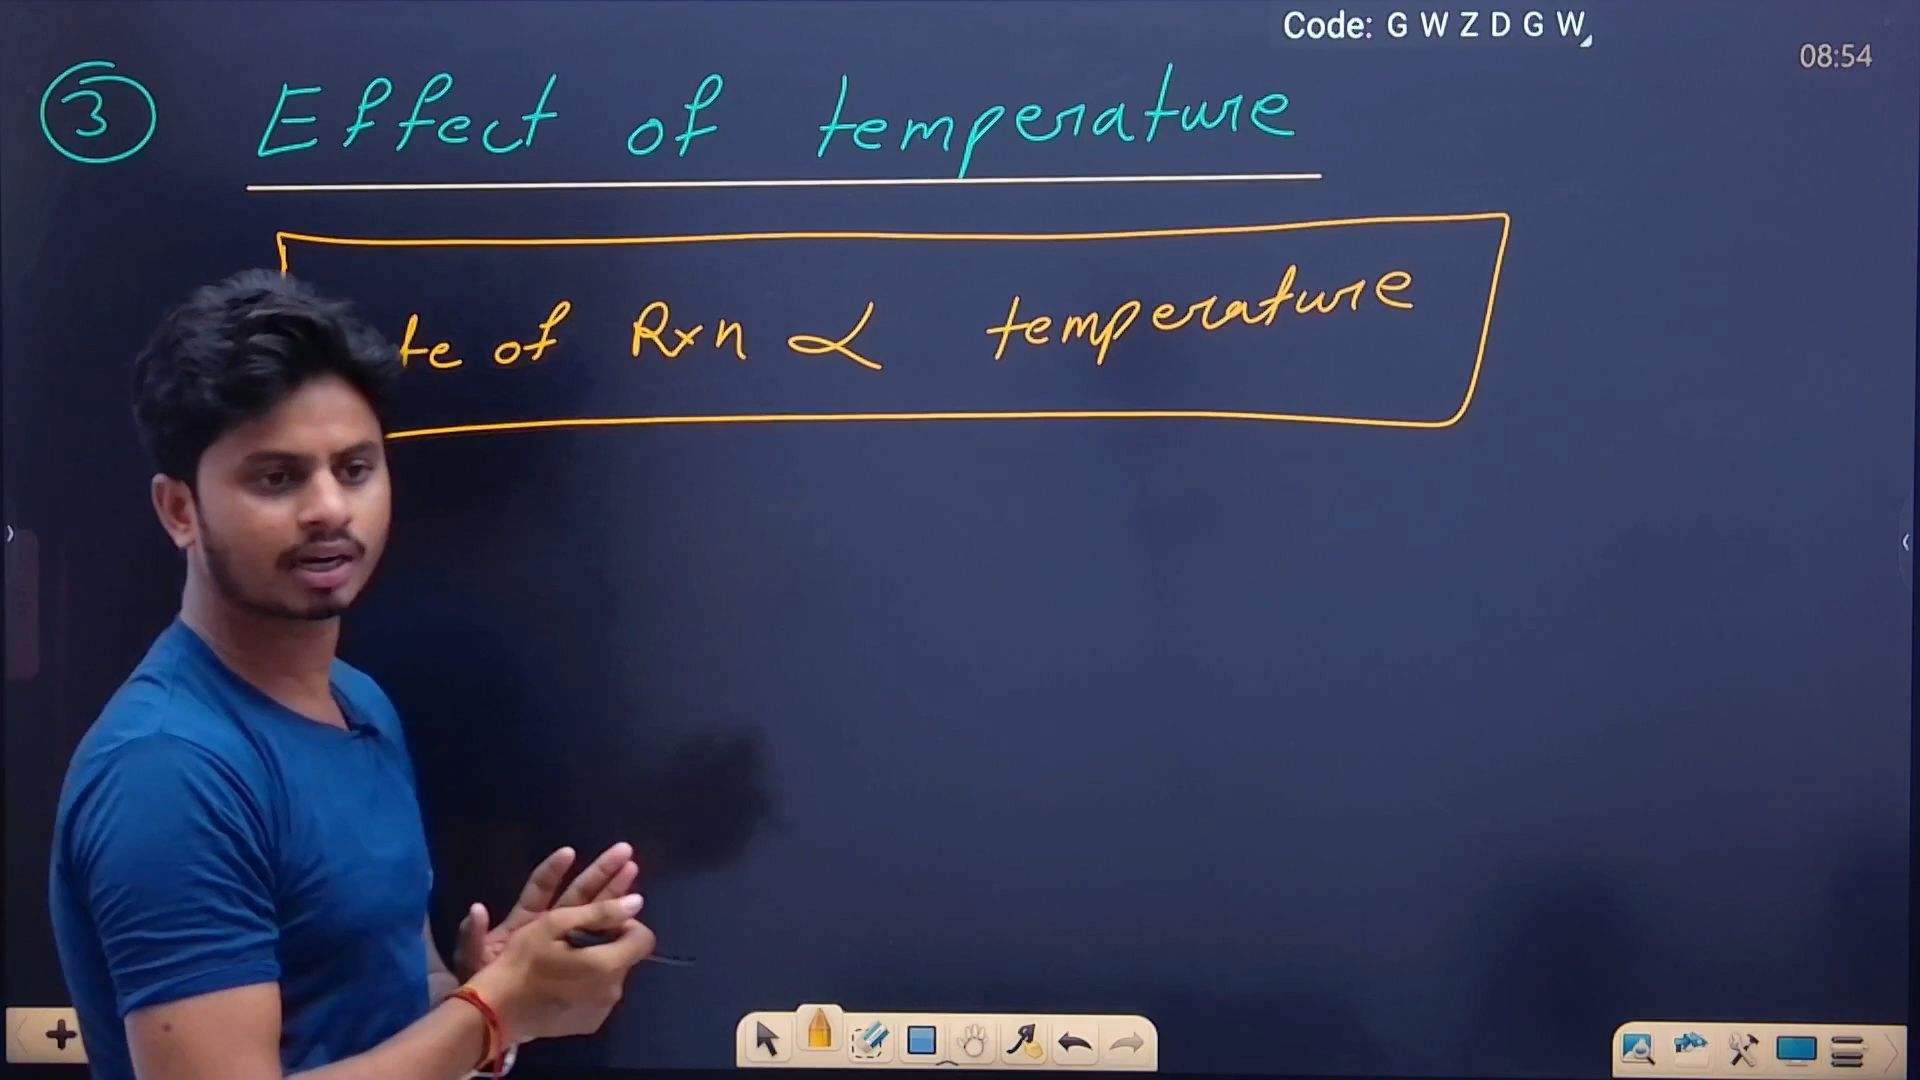 Code: G W Z D G W
08:54
3 Effect of temperature
te of Rxn ∝ temperature